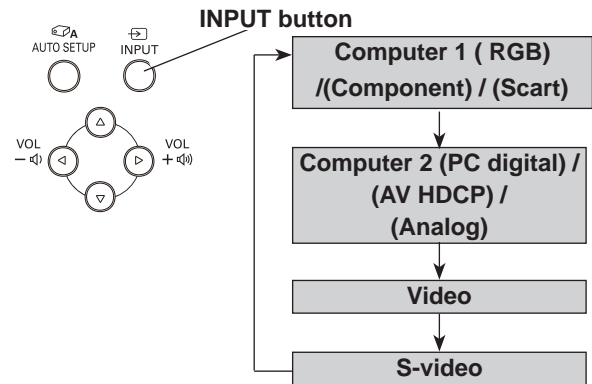 INPUT button
A
AUTO SETUP
INPUT
VOL
–
VOL
+
Computer 1 ( RGB)
/(Component) / (Scart)
Computer 2 (PC digital) /
(AV HDCP) /
(Analog)
Video
S-video